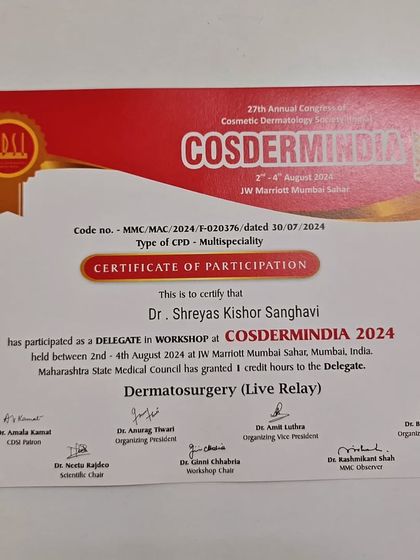 27th Annual Congress of
Cosmetic Dermatology Society (India)
COSDERMINDIA
2nd - 4th August 2024
JW Marriott Mumbai Sahar
Code no. - MMC/MAC/2024/F-020376/dated 30/07/2024
Type of CPD - Multispeciality
CERTIFICATE OF PARTICIPATION
This is to certify that
Dr . Shreyas Kishor Sanghavi
has participated as a DELEGATE in WORKSHOP at COSDERMINDIA 2024
held between 2nd - 4th August 2024 at JW Marriott Mumbai Sahar, Mumbai, India.
Maharashtra State Medical Council has granted 1 credit hours to the Delegate.
Dermatosurgery (Live Relay)
Dr. Amala Kamat
CDSI Patron
Dr. Anurag Tiwari
Organizing President
Dr. Amit Luthra
Organizing Vice President
Dr. B
Org
Dr. Neetu Rajdeo
Scientific Chair
Dr. Ginni Chhabria
Workshop Chair
Dr. Rashmikant Shah
MMC Observer